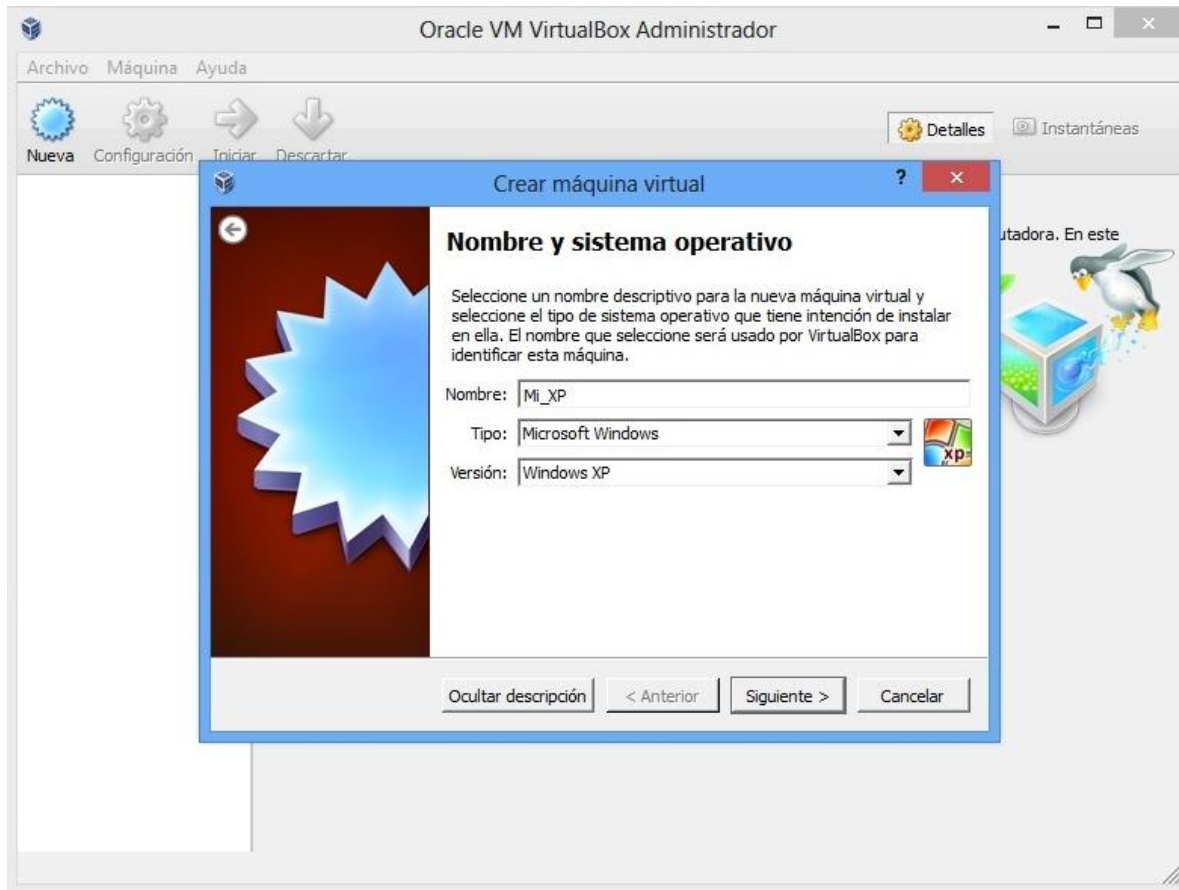 Oracle VM VirtualBox Administrador
Archivo Máquina Ayuda
Nueva Configuración Iniciar Descartar
Detalles Instantáneas
Crear máquina virtual
?
utadora. En este
Nombre y sistema operativo
Seleccione un nombre descriptivo para la nueva máquina virtual y
seleccione el tipo de sistema operativo que tiene intención de instalar
en ella. El nombre que seleccione será usado por VirtualBox para
identificar esta máquina.
Nombre: Mi_XP
Tipo: Microsoft Windows
xp
Versión: Windows XP
Ocultar descripción < Anterior Siguiente > Cancelar